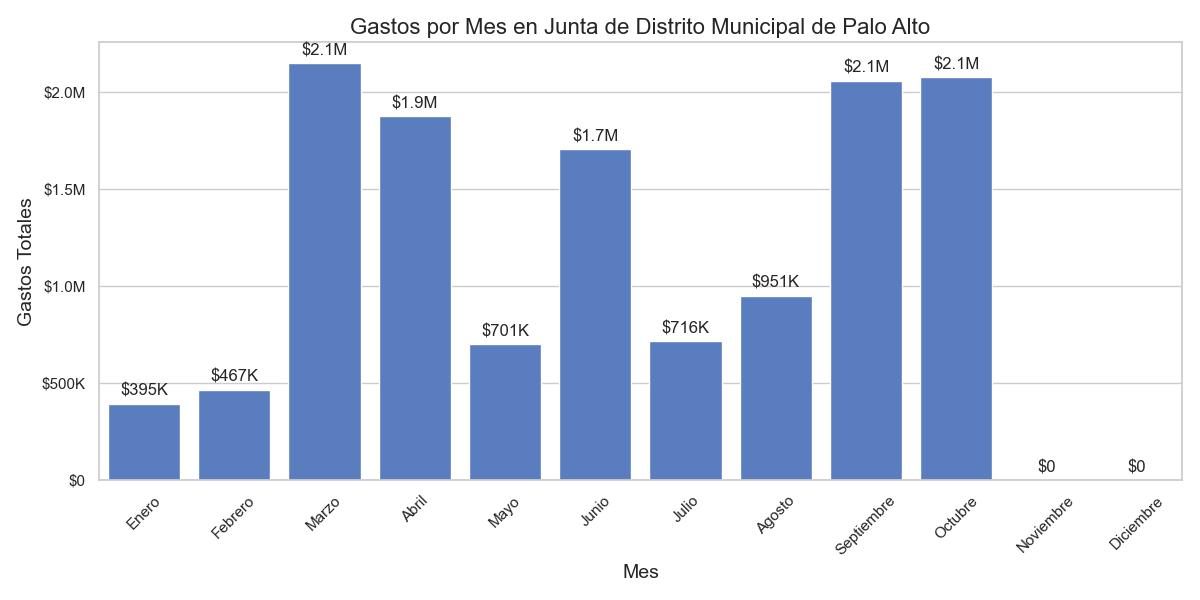 Gastos por Mes en Junta de Distrito Municipal de Palo Alto
$2.1M
$1.9M
$1.7M
$2.1M
$2.1M
$395K
$467K
$701K
$716K
$951K
$0
$0
$2.0M
$1.5M
$1.0M
$500K
$0
Gastos Totales
Enero
Febrero
Marzo
Abril
Mayo
Junio
Julio
Agosto
Septiembre
Octubre
Noviembre
Diciembre
Mes